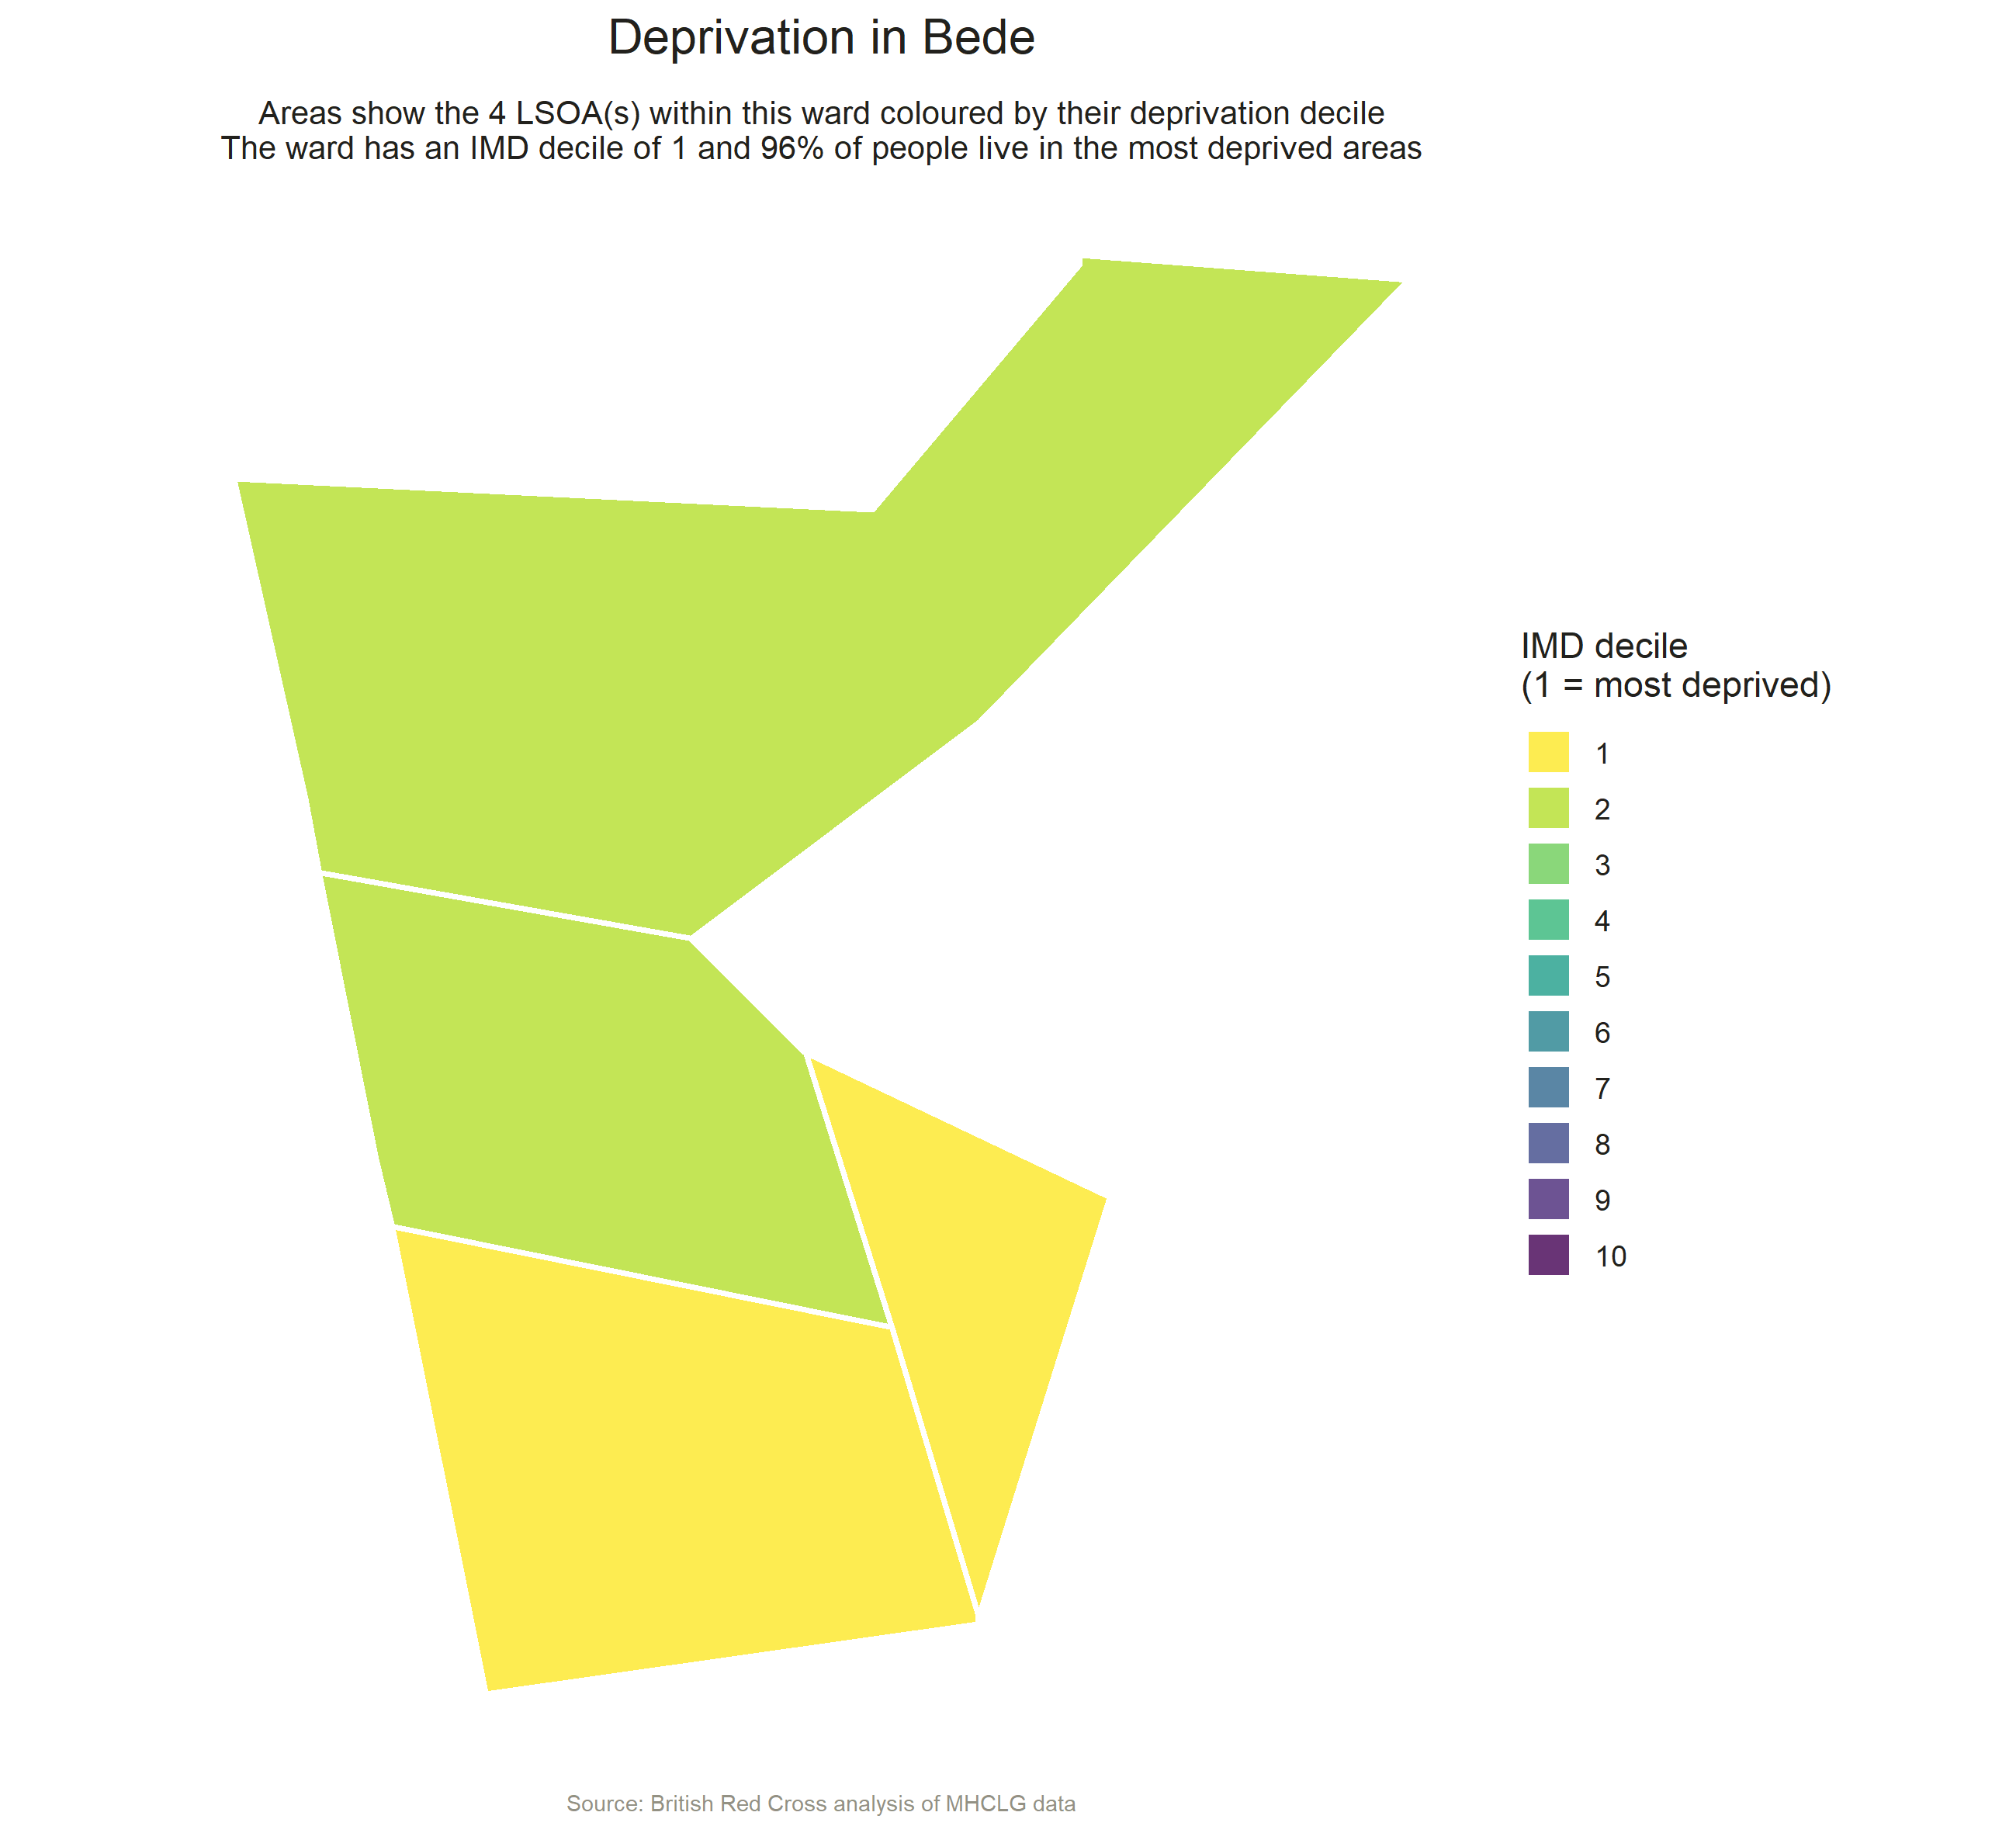 Deprivation in Bede
Areas show the 4 LSOA(s) within this ward coloured by their deprivation decile
The ward has an IMD decile of 1 and 96% of people live in the most deprived areas
IMD decile
(1 = most deprived)
1
2
3
4
5
6
7
8
9
10
Source: British Red Cross analysis of MHCLG data